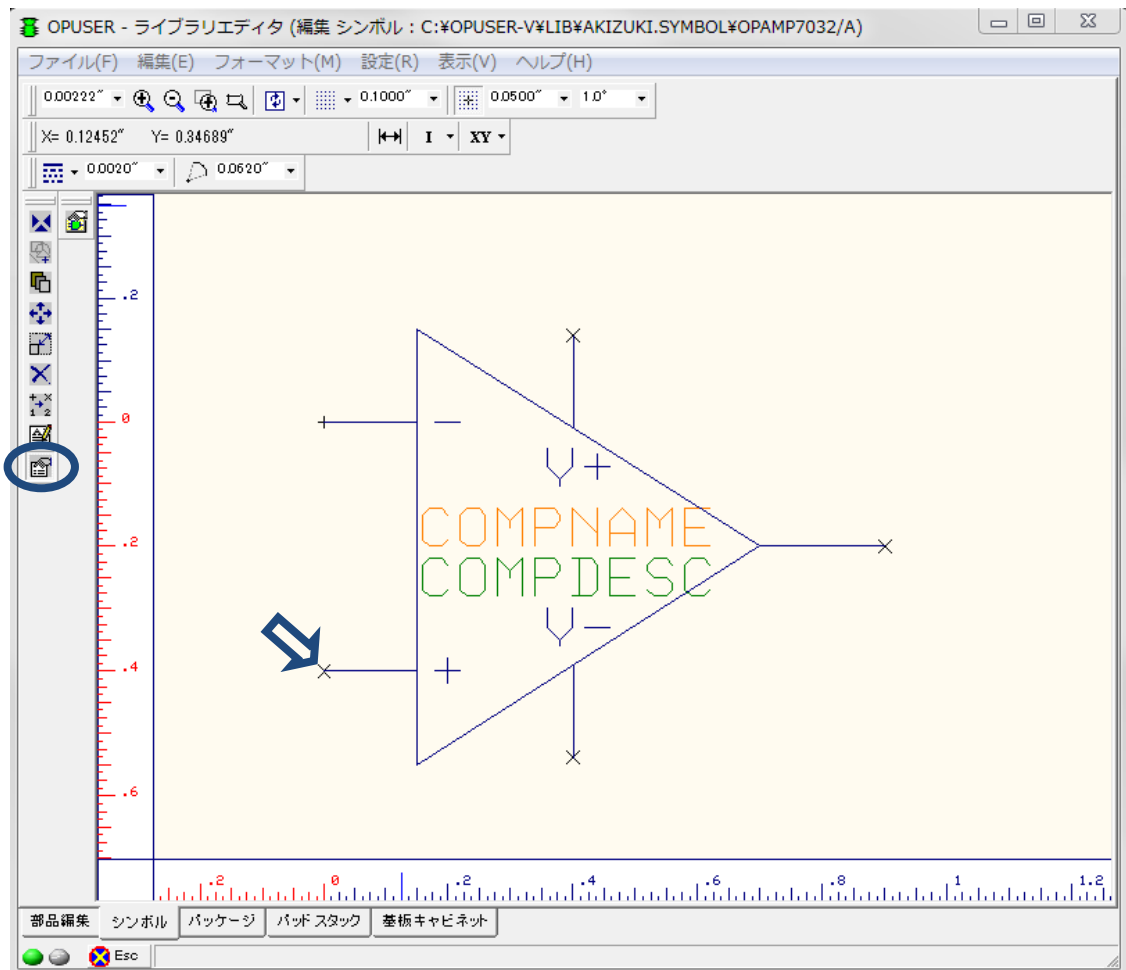 OPUSER - ライブラリエディタ (編集 シンボル : C:¥OPUSER-V¥LIB¥AKIZUKI.SYMBOL¥OPAMP7032/A)
ファイル(F) 編集(E) フォーマット(M) 設定(R) 表示(V) ヘルプ(H)
0.00222" 0.1000" 0.0500" 1.0°
X= 0.12452" Y= 0.34689" I XY
0.0020" 0.0620"
.2
0
V+
COMPNAME
.2
COMPDESC
V-
.4
.6
.2 0 .2 .4 .6 .8 1 1.2
部品編集 シンボル パッケージ パッド スタック 基板キャビネット
Esc